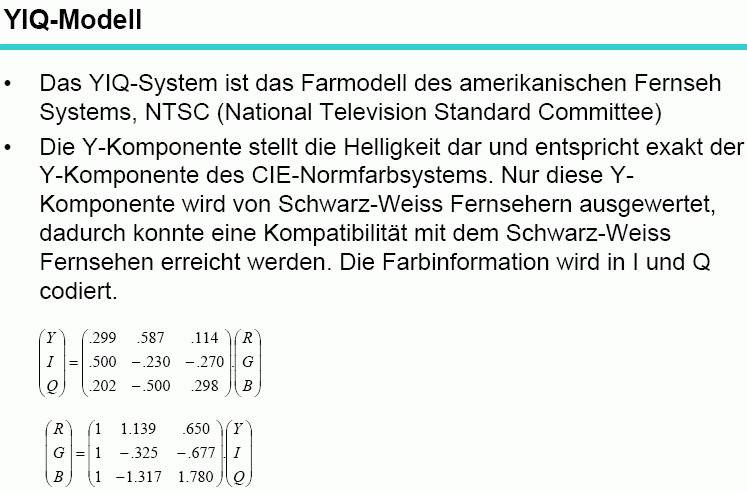 YIQ-Modell
• Das YIQ-System ist das Farmodell des amerikanischen Fernseh
Systems, NTSC (National Television Standard Committee)
• Die Y-Komponente stellt die Helligkeit dar und entspricht exakt der
Y-Komponente des CIE-Normfarbsystems. Nur diese Y-
Komponente wird von Schwarz-Weiss Fernsehern ausgewertet,
dadurch konnte eine Kompatibilität mit dem Schwarz-Weiss
Fernsehen erreicht werden. Die Farbinformation wird in I und Q
codiert.
(Y) (.299 .587 .114) (R)
(I) = (.500 −.230 −.270) . (G)
(Q) (.202 −.500 .298) (B)
(R) (1 1.139 .650) (Y)
(G) = (1 −.325 −.677) . (I)
(B) (1 −1.317 1.780) (Q)